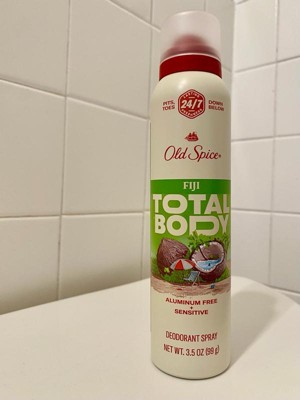 PITS,
TOES
24/7
DOWN
BELOW
Old Spice
FIJI
TOTAL
BODY
ALUMINUM FREE
+
SENSITIVE
DEODORANT SPRAY
NET WT. 3.5 OZ (99 g)